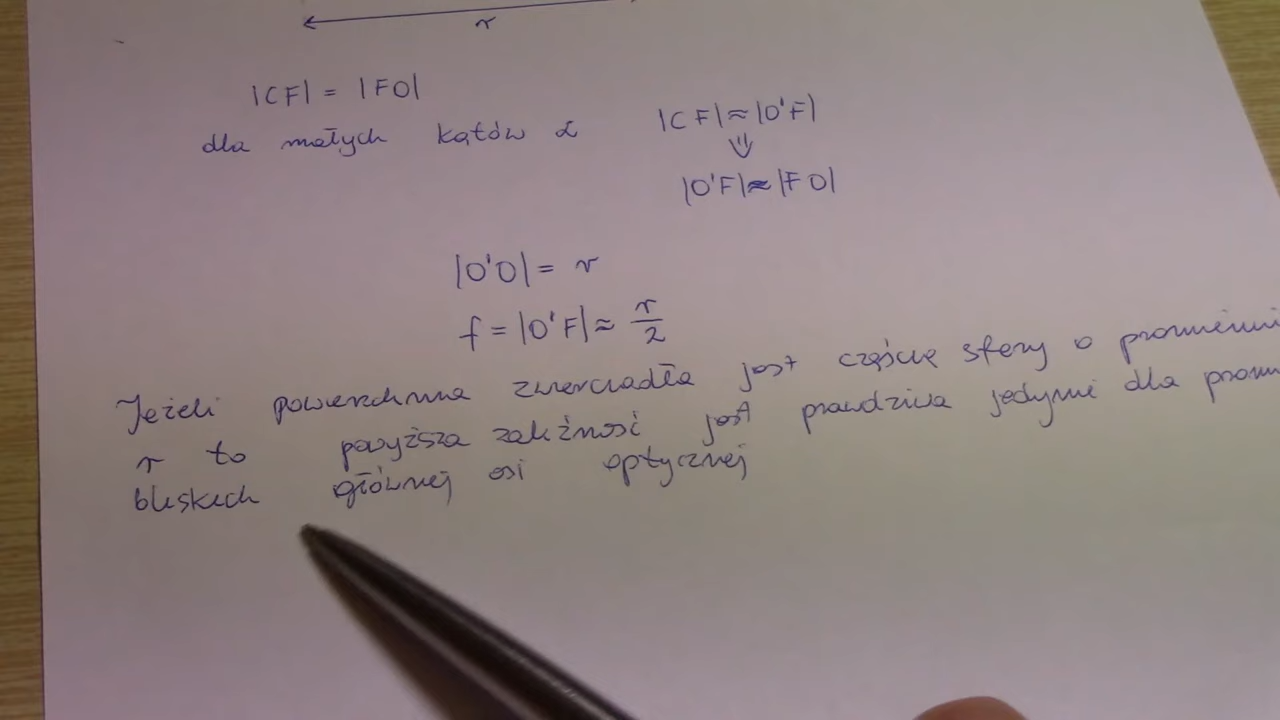 r
|CF| = |FO|
dla małych kątów α
|CF| ≈ |O'F|
⇓
|O'F| ≈ |FO|
|O'O| = r
f = |O'F| ≈ r/2
Jeżeli powierzchnia zwierciadła jest częścią sfery o promieniu
r to powyższa zależność jest prawdziwa jedynie dla promi
bliskich głównej osi optycznej